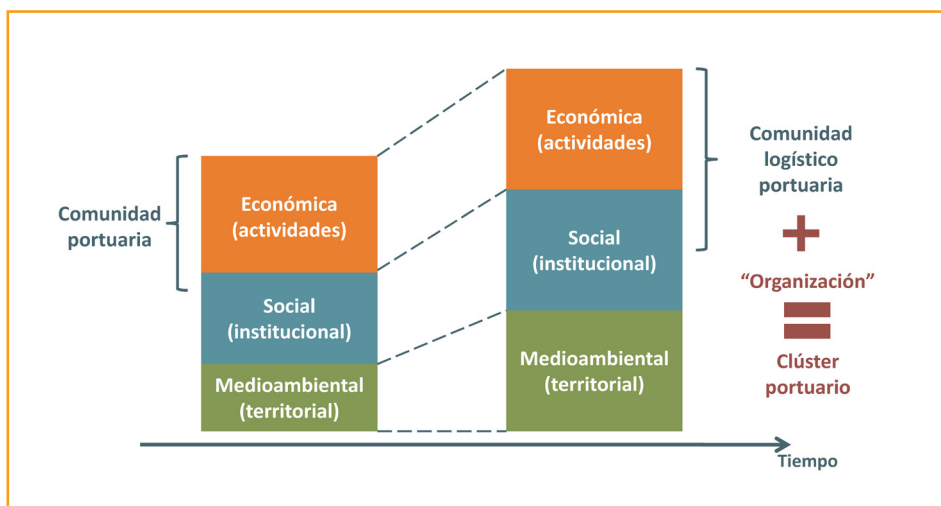 Comunidad
portuaria
Económica
(actividades)
Social
(institucional)
Medioambiental
(territorial)
Económica
(actividades)
Social
(institucional)
Medioambiental
(territorial)
Comunidad
logístico
portuaria
+
“Organización”
=
Clúster
portuario
Tiempo